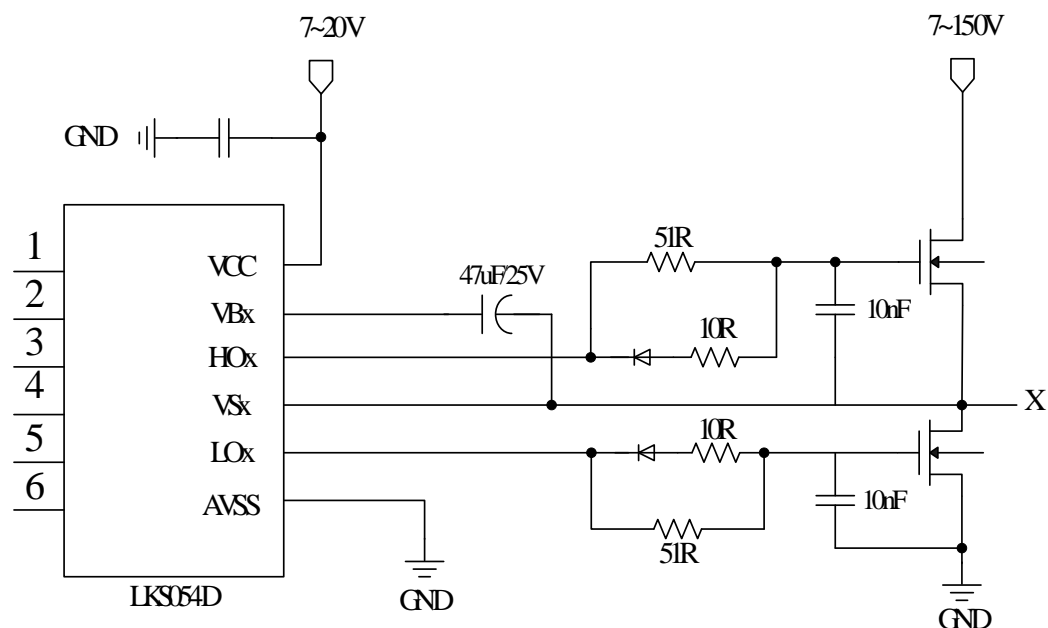 7~20V
7~150V
GND
1
2
3
4
5
6
VCC
VBx
HOx
VSx
LOx
AVSS
47uF/25V
51R
10R
10nF
X
10R
10nF
51R
LKS054D
GND
GND